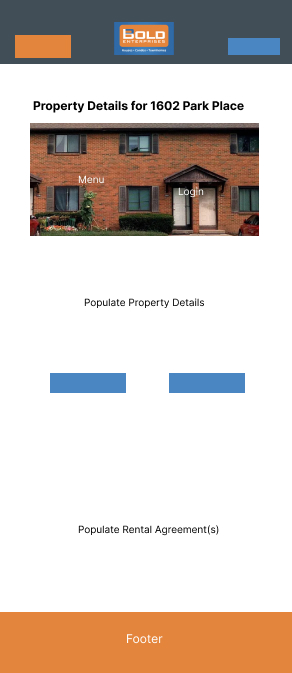 BOLD
ENTERPRISES
Property Details for 1602 Park Place
Menu
Login
Populate Property Details
Populate Rental Agreement(s)
Footer